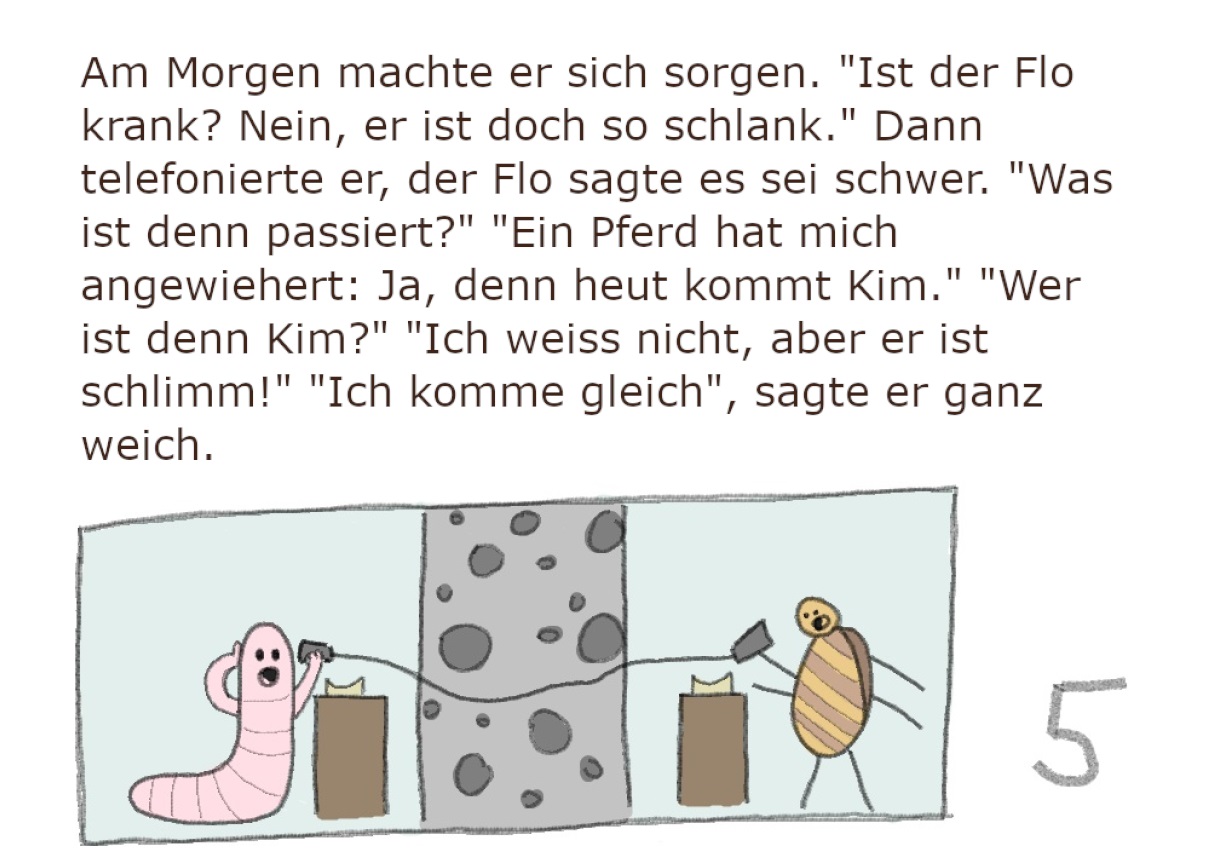 Am Morgen machte er sich sorgen. "Ist der Flo
krank? Nein, er ist doch so schlank." Dann
telefonierte er, der Flo sagte es sei schwer. "Was
ist denn passiert?" "Ein Pferd hat mich
angewiehert: Ja, denn heut kommt Kim." "Wer
ist denn Kim?" "Ich weiss nicht, aber er ist
schlimm!" "Ich komme gleich", sagte er ganz
weich.
5